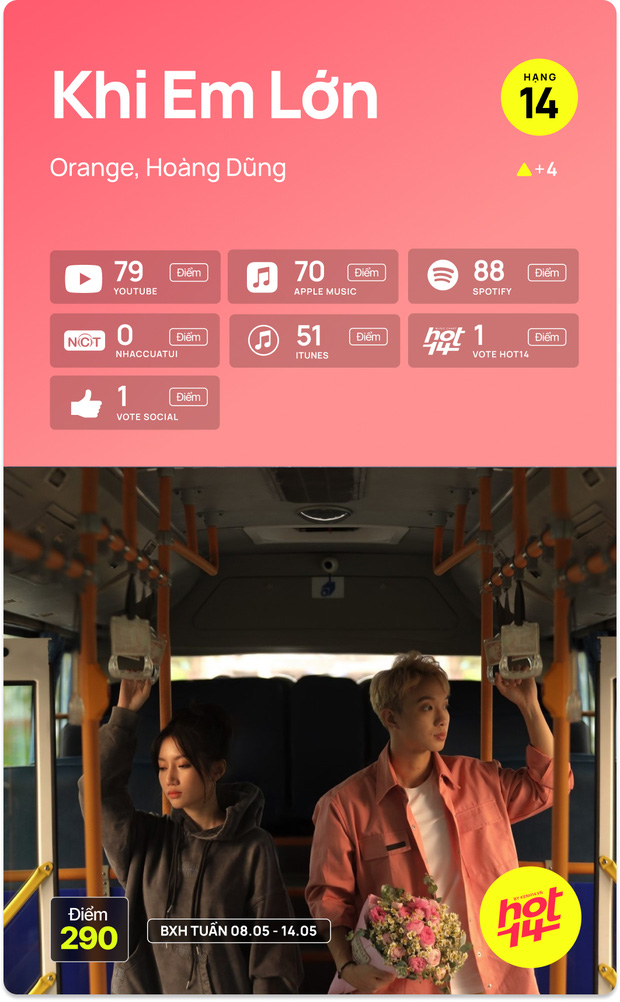 Khi Em Lớn
HẠNG
14
Orange, Hoàng Dũng
+4
79 Điểm
YOUTUBE
70 Điểm
APPLE MUSIC
88 Điểm
SPOTIFY
NCT 0 Điểm
NHACCUATUI
51 Điểm
ITUNES
hot14 1 Điểm
VOTE HOT14
1 Điểm
VOTE SOCIAL
Điểm
290
BXH TUẦN 08.05 - 14.05
hot
14